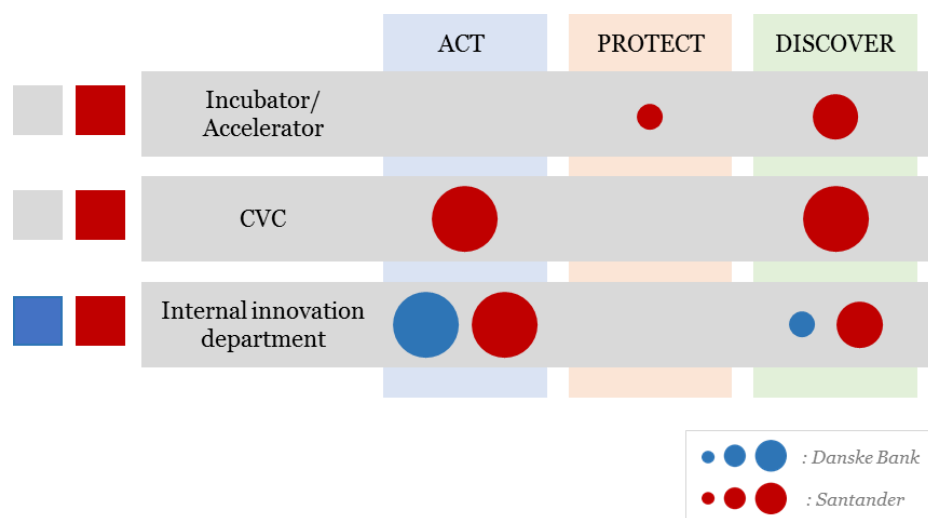 ACT
PROTECT
DISCOVER
Incubator/
Accelerator
CVC
Internal innovation
department
: Danske Bank
: Santander